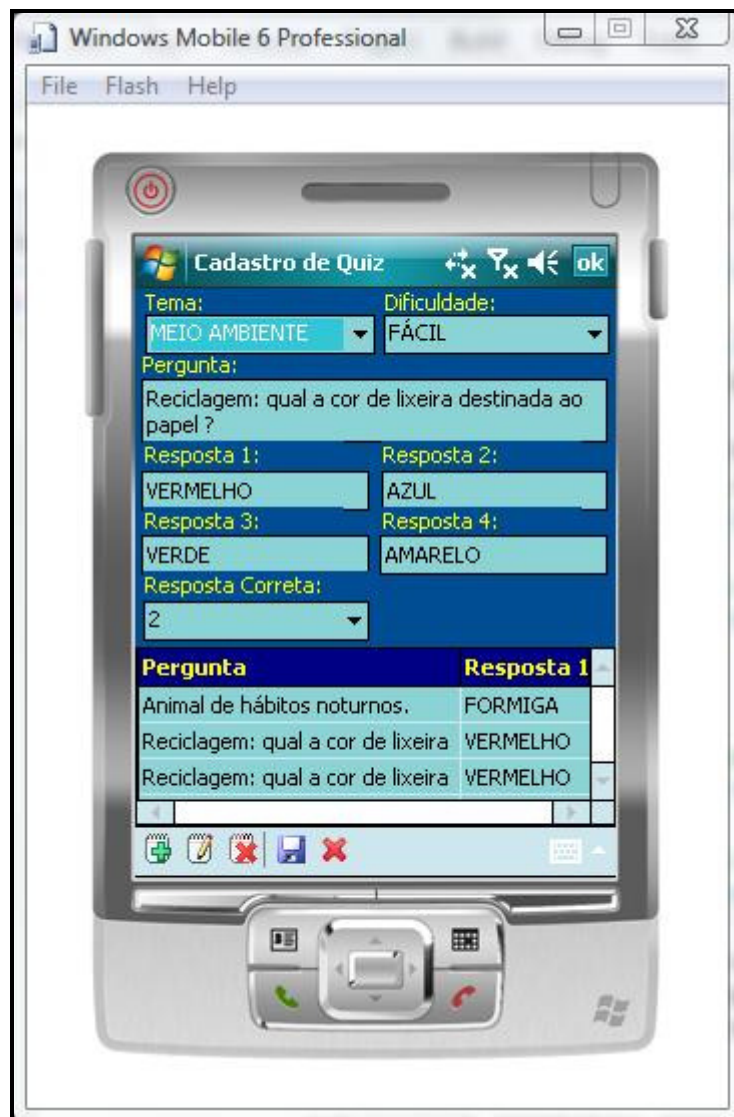 Windows Mobile 6 Professional
File Flash Help
Cadastro de Quiz ok
Tema: Dificuldade:
MEIO AMBIENTE FÁCIL
Pergunta:
Reciclagem: qual a cor de lixeira destinada ao
papel ?
Resposta 1: Resposta 2:
VERMELHO AZUL
Resposta 3: Resposta 4:
VERDE AMARELO
Resposta Correta:
2
Pergunta Resposta 1
Animal de hábitos noturnos. FORMIGA
Reciclagem: qual a cor de lixeira VERMELHO
Reciclagem: qual a cor de lixeira VERMELHO